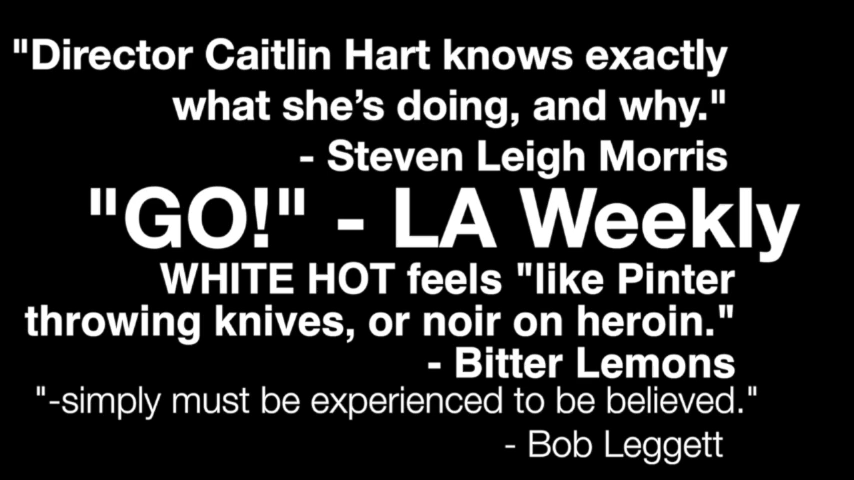 "Director Caitlin Hart knows exactly
what she’s doing, and why."
- Steven Leigh Morris
"GO!" - LA Weekly
WHITE HOT feels "like Pinter
throwing knives, or noir on heroin."
- Bitter Lemons
"-simply must be experienced to be believed."
- Bob Leggett